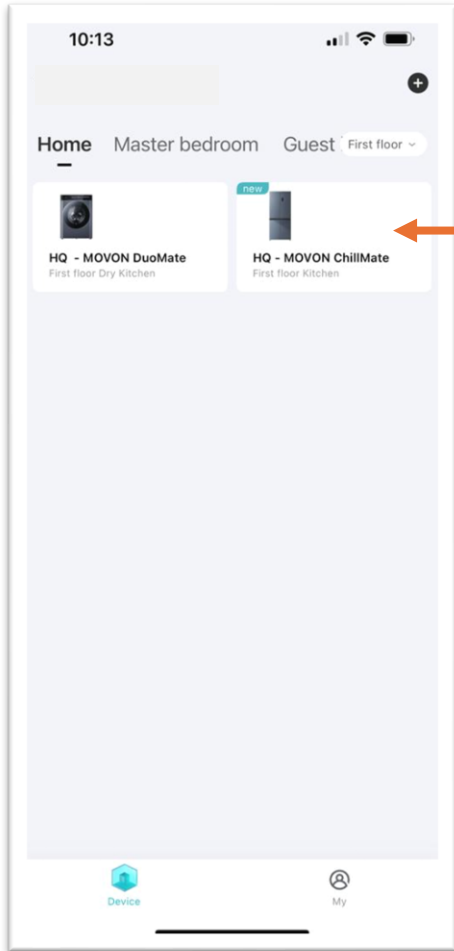 10:13
Home Master bedroom Guest First floor
new
HQ - MOVON DuoMate
First floor Dry Kitchen
HQ - MOVON ChillMate
First floor Kitchen
Device
My